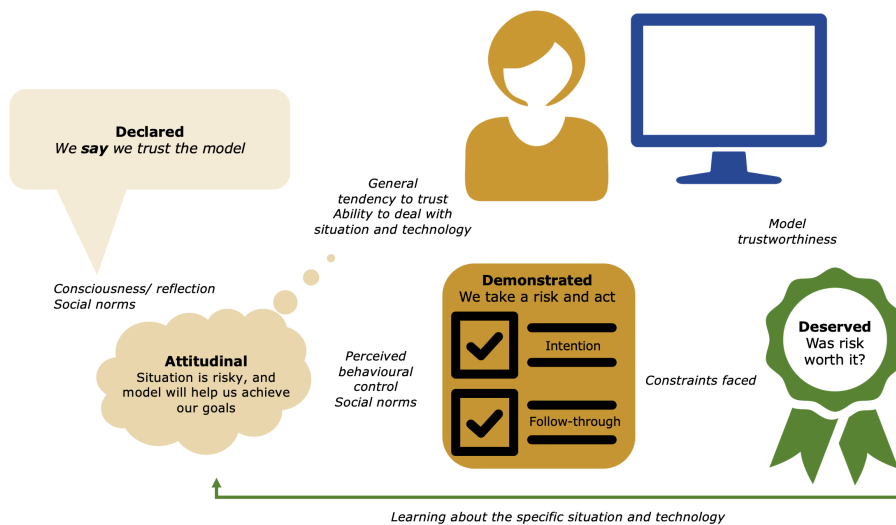 Declared
We say we trust the model
General
tendency to trust
Ability to deal with
situation and technology
Model
trustworthiness
Consciousness/ reflection
Social norms
Demonstrated
We take a risk and act
Intention
Follow-through
Attitudinal
Situation is risky, and
model will help us achieve
our goals
Perceived
behavioural
control
Social norms
Constraints faced
Deserved
Was risk
worth it?
Learning about the specific situation and technology